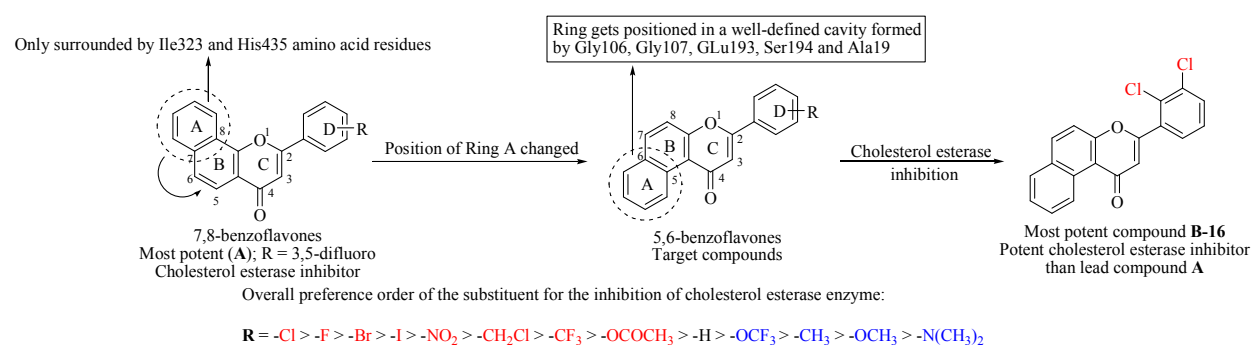 Only surrounded by Ile323 and His435 amino acid residues
Ring gets positioned in a well-defined cavity formed
by Gly106, Gly107, GLu193, Ser194 and Ala19
A
B
C
D
R
O
O
1
2
3
4
5
6
7
8
7,8-benzoflavones
Most potent (A); R = 3,5-difluoro
Cholesterol esterase inhibitor
Position of Ring A changed
A
B
C
D
R
O
O
1
2
3
4
5
6
7
8
5,6-benzoflavones
Target compounds
Cholesterol esterase
inhibition
Cl
Cl
O
O
Most potent compound B-16
Potent cholesterol esterase inhibitor
than lead compound A
Overall preference order of the substituent for the inhibition of cholesterol esterase enzyme:
R = -Cl > -F > -Br > -I > -NO₂ > -CH₂Cl > -CF₃ > -OCOCH₃ > -H > -OCF₃ > -CH₃ > -OCH₃ > -N(CH₃)₂